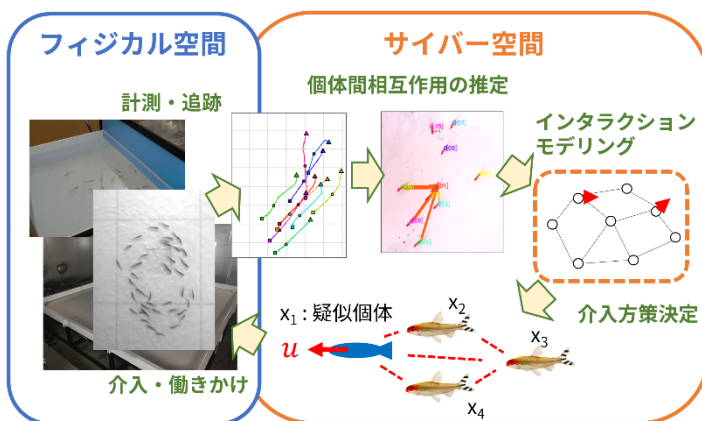 フィジカル空間
サイバー空間
計測・追跡
個体間相互作用の推定
インタラクション
モデリング
介入方策決定
x₁ : 疑似個体
x₂
x₃
x₄
u
介入・働きかけ